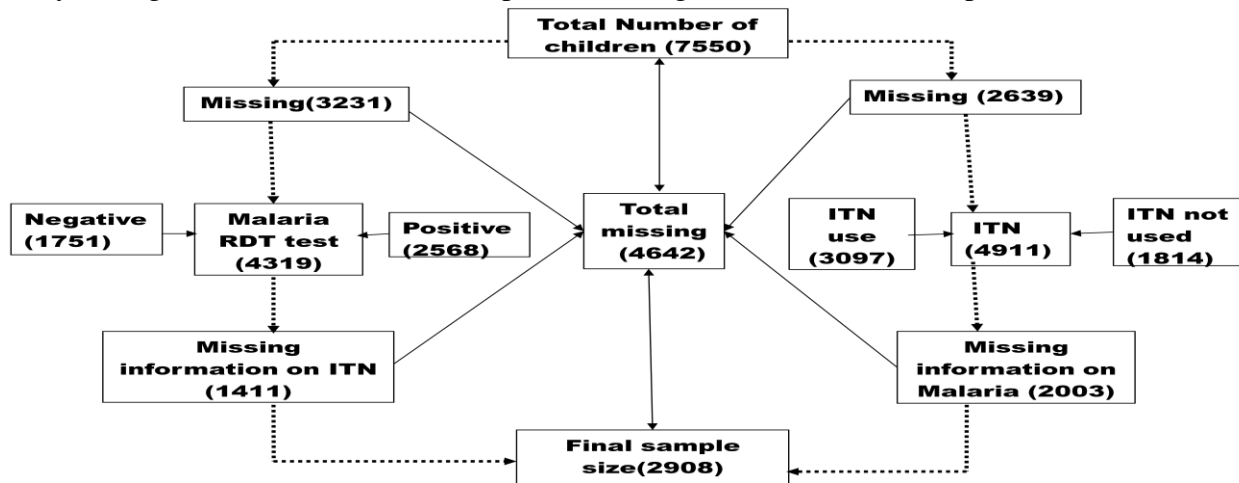 Total Number of
children (7550)
Missing(3231)
Missing (2639)
Negative
(1751)
Malaria
RDT test
(4319)
Positive
(2568)
Total
missing
(4642)
ITN
use
(3097)
ITN
(4911)
ITN not
used
(1814)
Missing
information on ITN
(1411)
Missing
information on
Malaria (2003)
Final sample
size(2908)